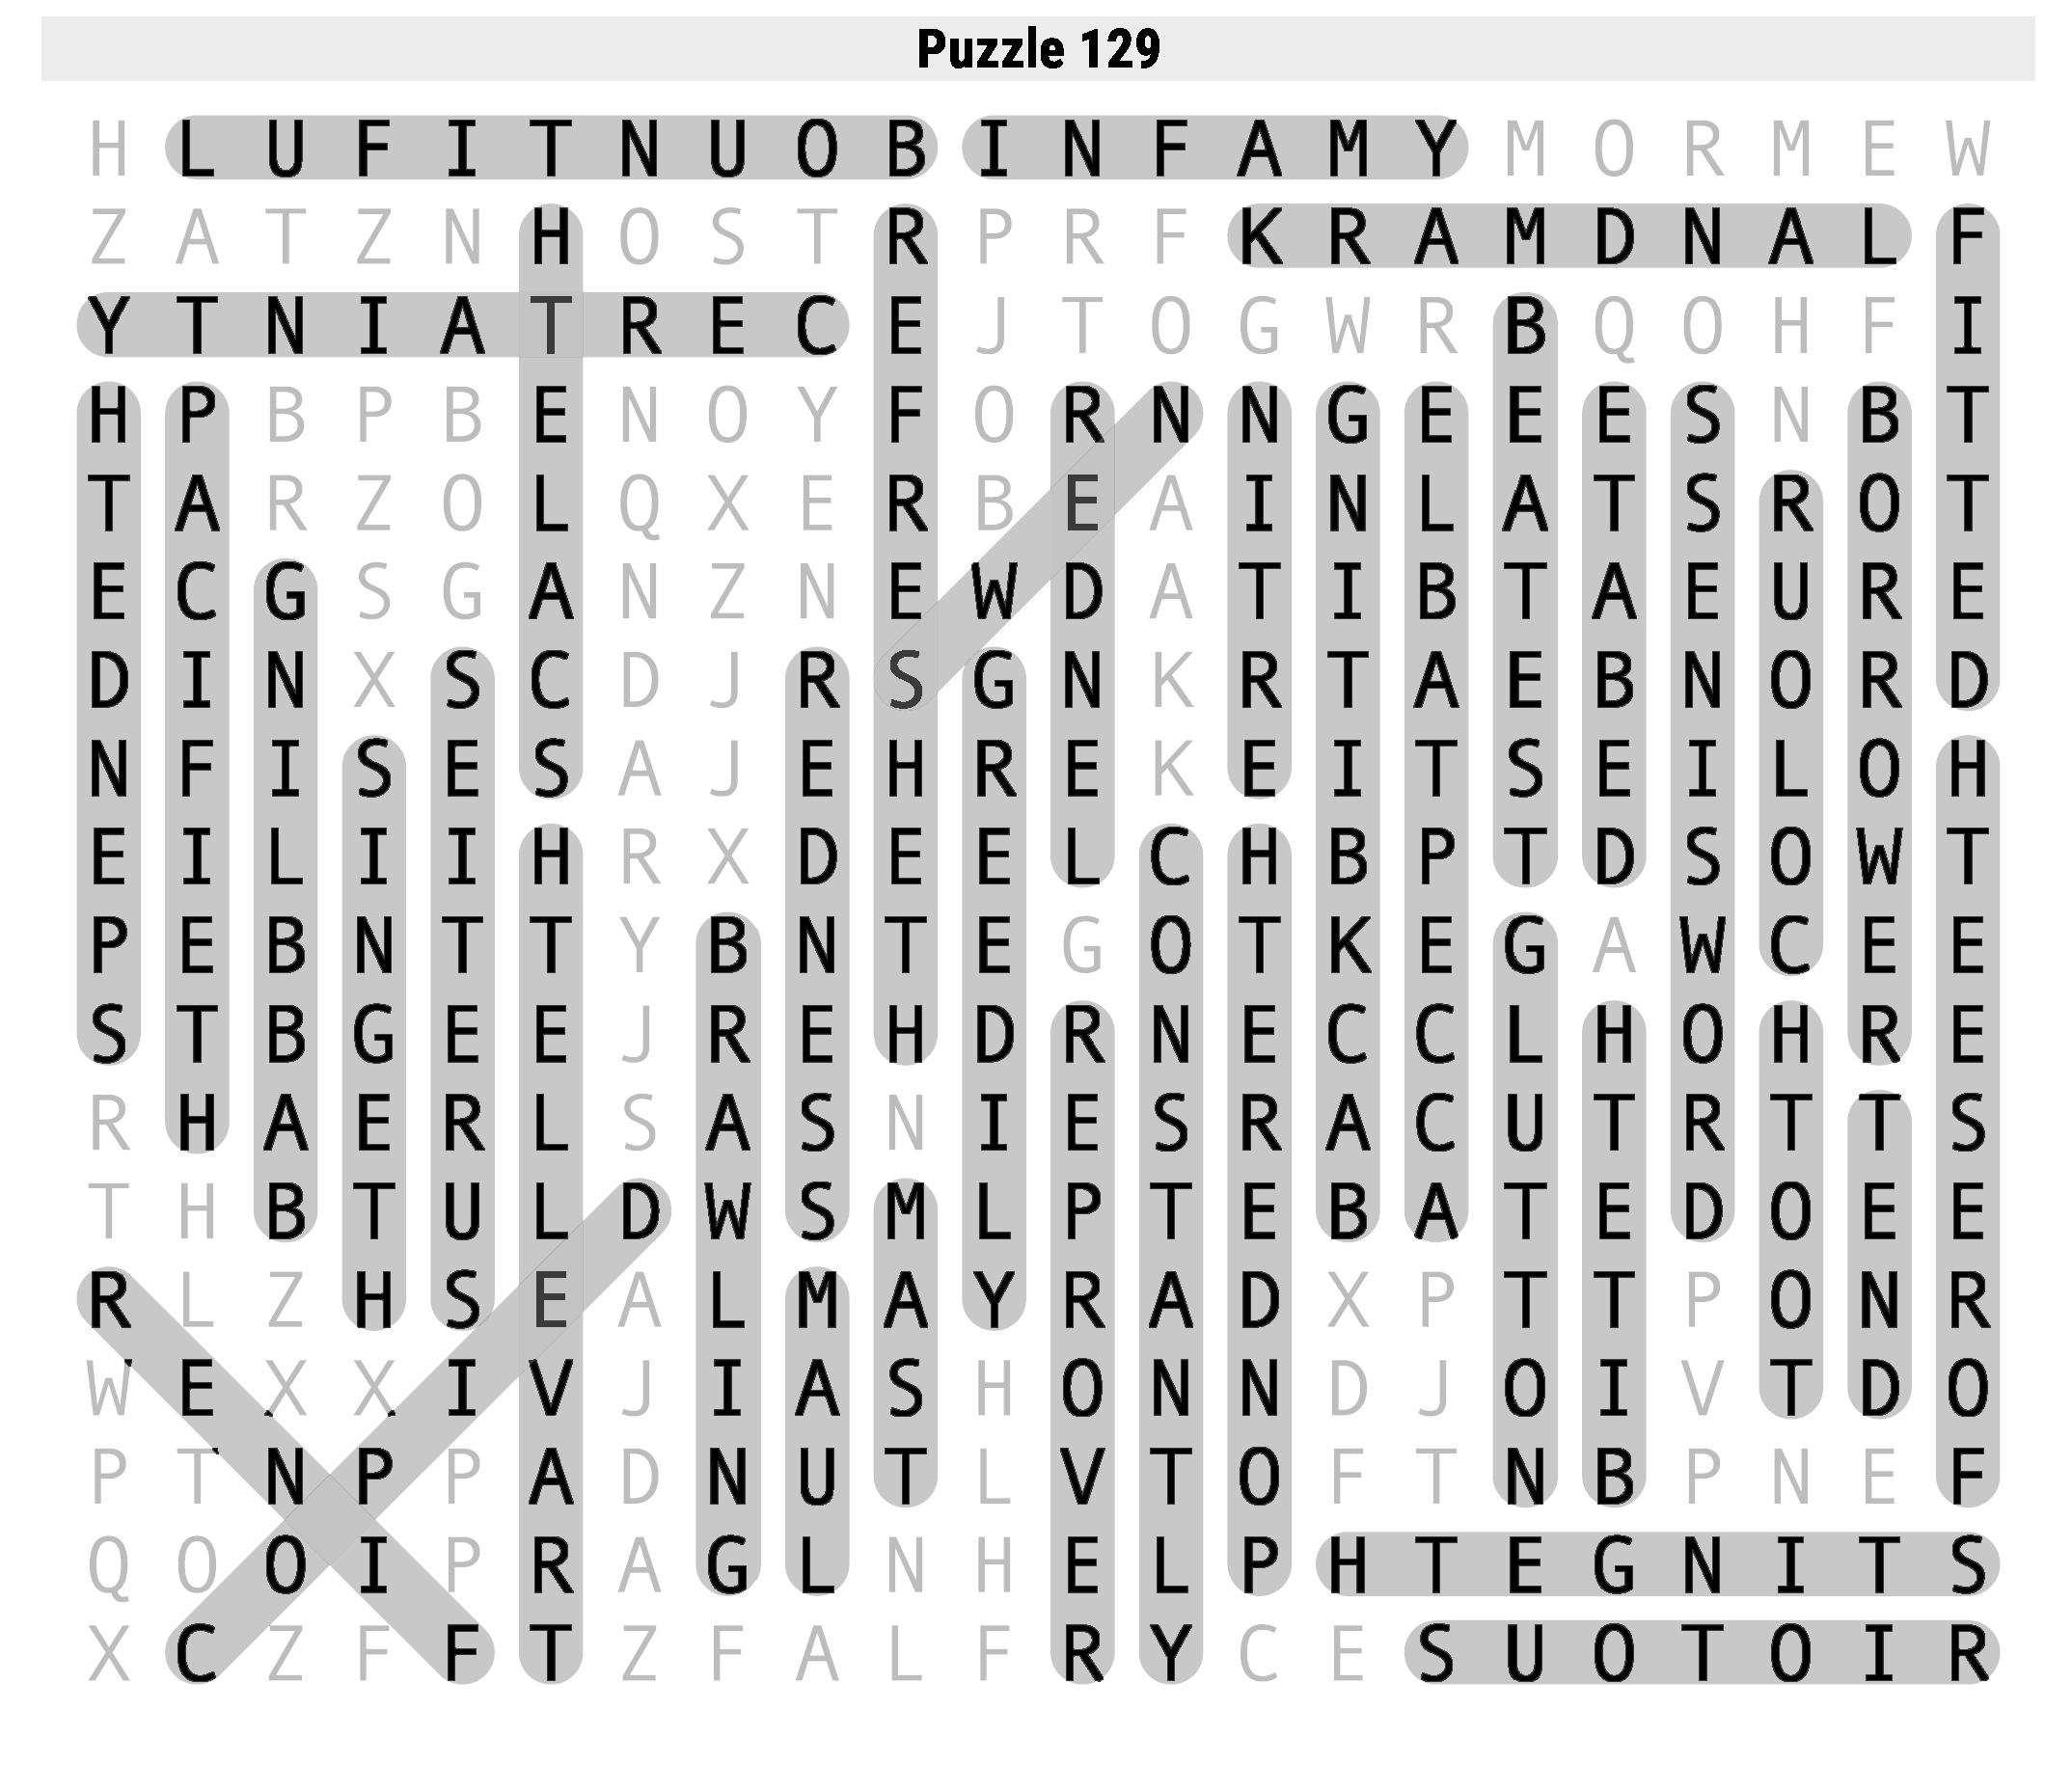 Puzzle 129
H L U F I T N U O B I N F A M Y M O R M E W
Z A T Z N H O S T R P R F K R A M D N A L F
Y T N I A T R E C E J T O G W R B Q O H F I
H P B P B E N O Y F O R N N G E E E S N B T
T A R Z O L Q X E R B E A I N L A T S R O T
E C G S G A N Z N E W D A T I B T A E U R E
D I N X S C D J R S G N K R T A E B N O R D
N F I S E S A J E H R E K E I T S E I L O H
E I L I I H R X D E E L C H B P T D S O W T
P E B N T T Y B N T E G O T K E G A W C E E
S T B G E E J R E H D R N E C C L H O H R E
R H A E R L S A S N I E S R A C U T R T T S
T H B T U L D W S M L P T E B A T E D O E E
R L Z H S E A L M A Y R A D X P T T P O N R
W E X X I V J I A S H O N N D J O I V T D O
P T N P P A D N U T L V T O F T N B P N E F
Q O O I P R A G L N H E L P H T E G N I T S
X C Z F F T Z F A L F R Y C E S U O T O I R